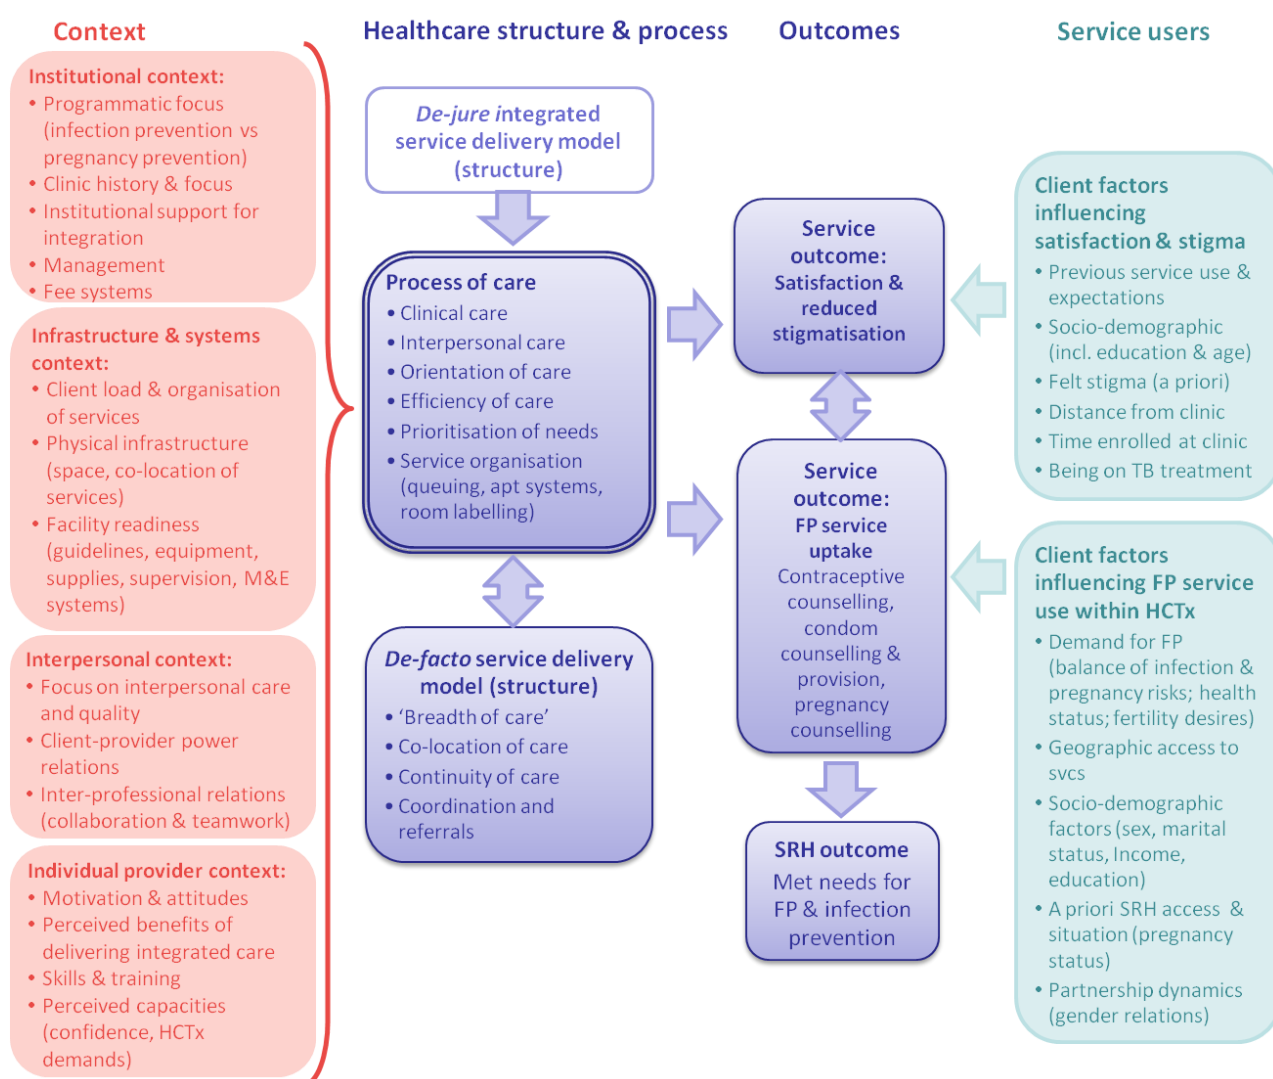 Context
Institutional context:
• Programmatic focus
(infection prevention vs
pregnancy prevention)
• Clinic history & focus
• Institutional support for
integration
• Management
• Fee systems
Infrastructure & systems
context:
• Client load & organisation
of services
• Physical infrastructure
(space, co-location of
services)
• Facility readiness
(guidelines, equipment,
supplies, supervision, M&E
systems)
Interpersonal context:
• Focus on interpersonal care
and quality
• Client-provider power
relations
• Inter-professional relations
(collaboration & teamwork)
Individual provider context:
• Motivation & attitudes
• Perceived benefits of
delivering integrated care
• Skills & training
• Perceived capacities
(confidence, HCTx
demands)
Healthcare structure & process
De-jure integrated
service delivery model
(structure)
Process of care
• Clinical care
• Interpersonal care
• Orientation of care
• Efficiency of care
• Prioritisation of needs
• Service organisation
(queuing, apt systems,
room labelling)
De-facto service delivery
model (structure)
• ‘Breadth of care’
• Co-location of care
• Continuity of care
• Coordination and
referrals
Outcomes
Service
outcome:
Satisfaction &
reduced
stigmatisation
Service
outcome:
FP service
uptake
Contraceptive
counselling,
condom
counselling &
provision,
pregnancy
counselling
SRH outcome
Met needs for
FP & infection
prevention
Service users
Client factors
influencing
satisfaction & stigma
• Previous service use &
expectations
• Socio-demographic
(incl. education & age)
• Felt stigma (a priori)
• Distance from clinic
• Time enrolled at clinic
• Being on TB treatment
Client factors
influencing FP service
use within HCTx
• Demand for FP
(balance of infection &
pregnancy risks; health
status; fertility desires)
• Geographic access to
svcs
• Socio-demographic
factors (sex, marital
status, Income,
education)
• A priori SRH access &
situation (pregnancy
status)
• Partnership dynamics
(gender relations)